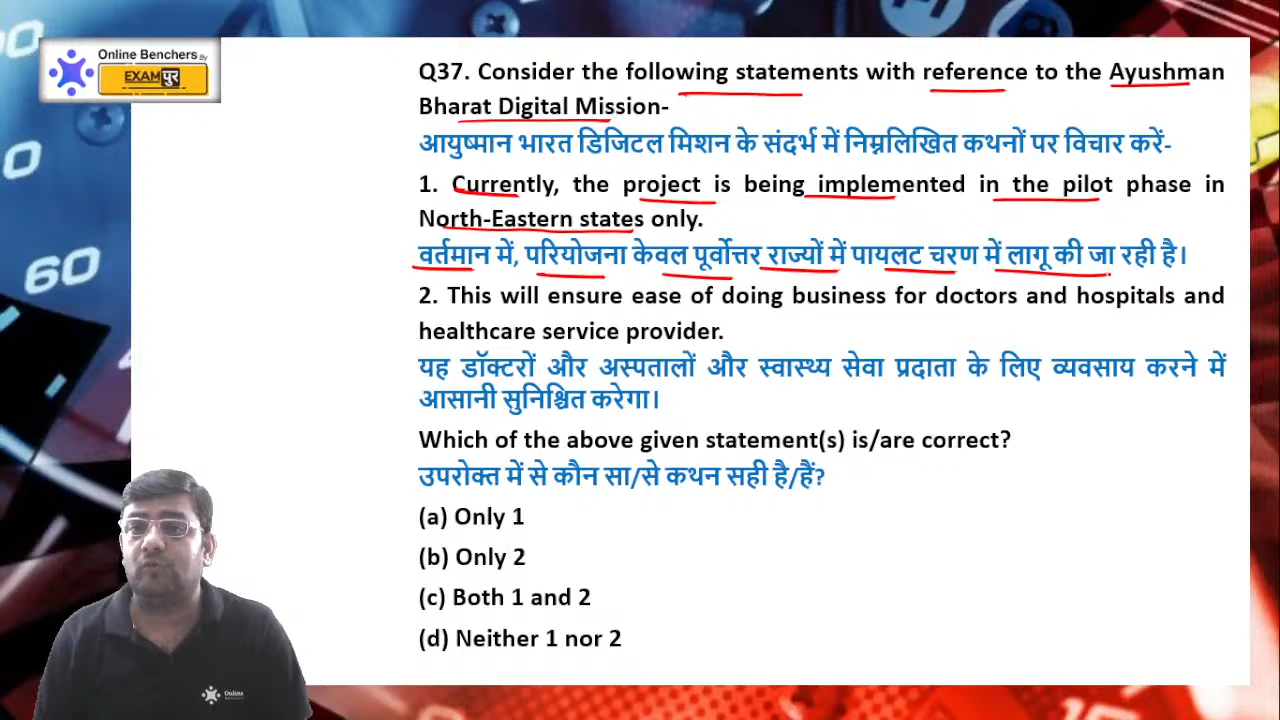 Online Benchers By
EXAMपुर
Q37. Consider the following statements with reference to the Ayushman
Bharat Digital Mission-
आयुष्मान भारत डिजिटल मिशन के संदर्भ में निम्नलिखित कथनों पर विचार करें-
1. Currently, the project is being implemented in the pilot phase in
North-Eastern states only.
वर्तमान में, परियोजना केवल पूर्वोत्तर राज्यों में पायलट चरण में लागू की जा रही है।
2. This will ensure ease of doing business for doctors and hospitals and
healthcare service provider.
यह डॉक्टरों और अस्पतालों और स्वास्थ्य सेवा प्रदाता के लिए व्यवसाय करने में
आसानी सुनिश्चित करेगा।
Which of the above given statement(s) is/are correct?
उपरोक्त में से कौन सा/से कथन सही है/हैं?
(a) Only 1
(b) Only 2
(c) Both 1 and 2
(d) Neither 1 nor 2
60
Online